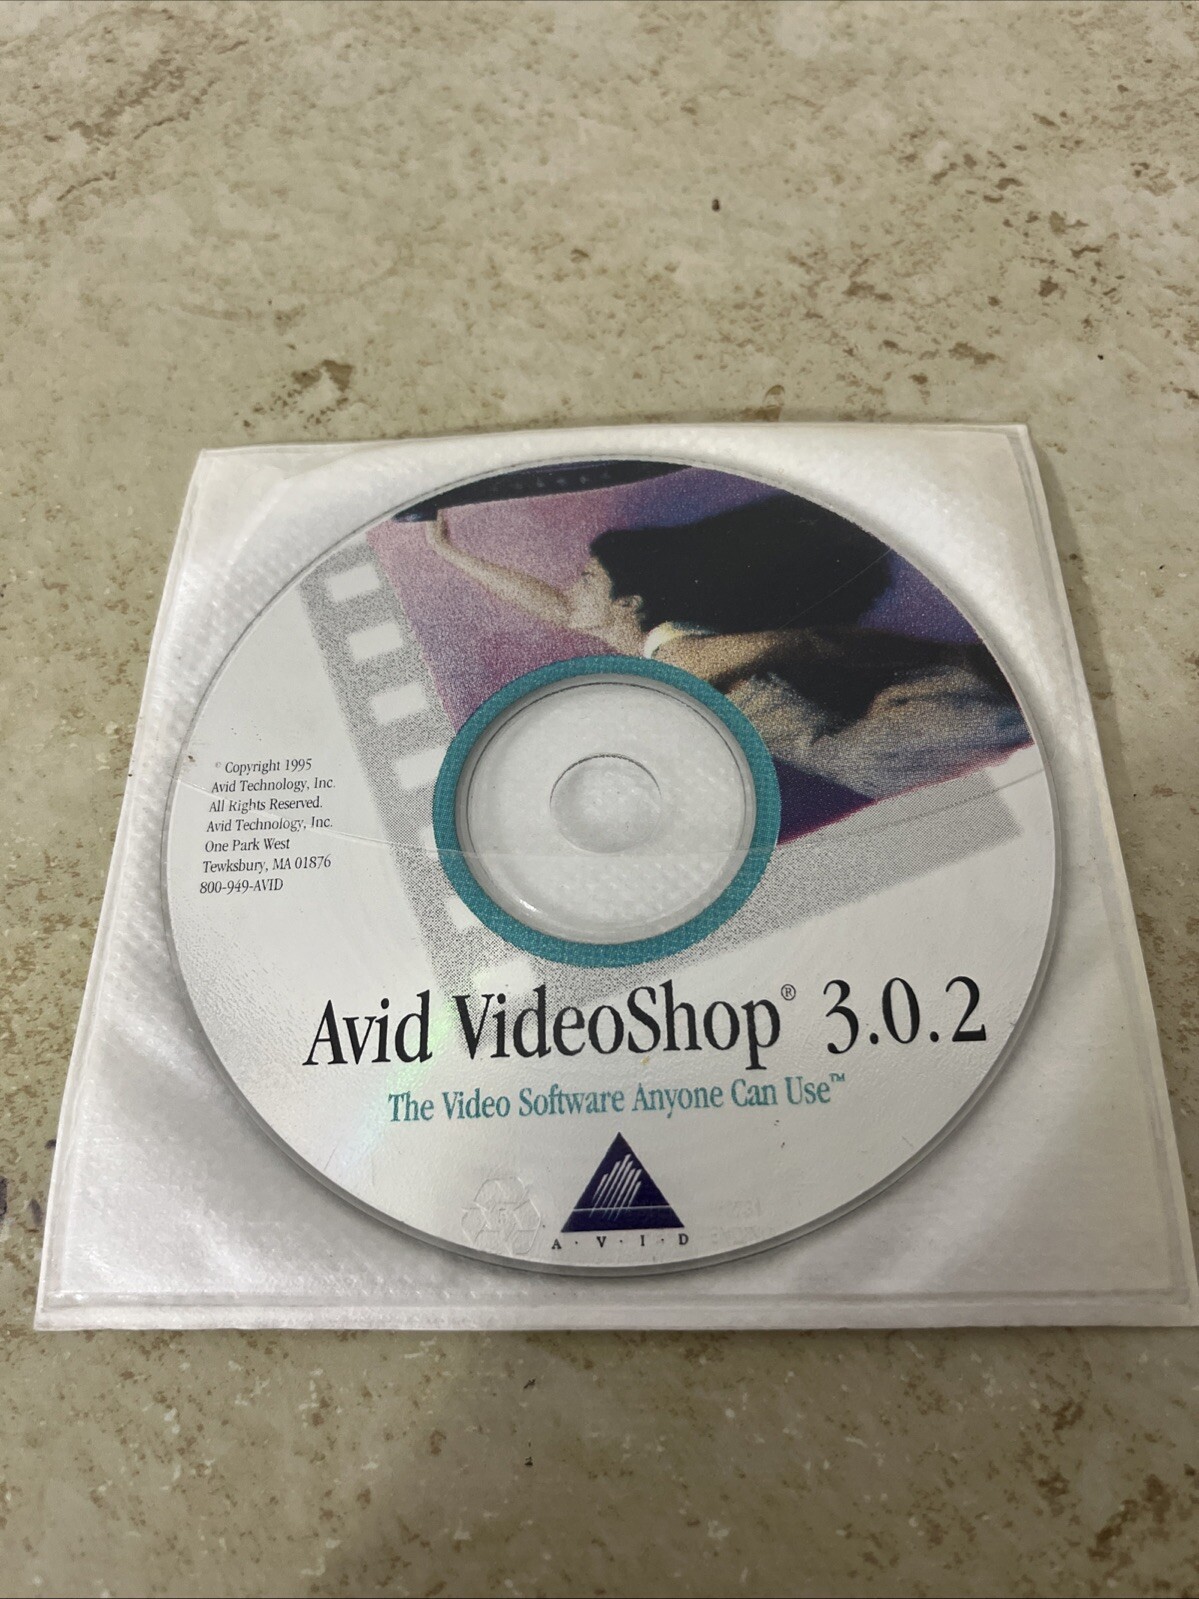 © Copyright 1995
Avid Technology, Inc.
All Rights Reserved.
Avid Technology, Inc.
One Park West
Tewksbury, MA 01876
800-949-AVID
Avid VideoShop® 3.0.2
The Video Software Anyone Can Use™
A·V·I·D